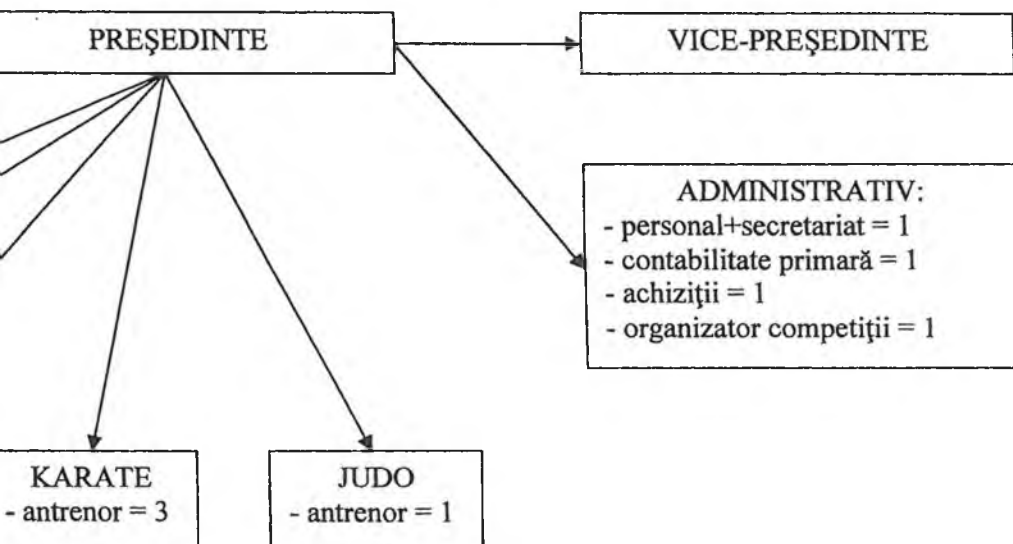 PREŞEDINTE
VICE-PREŞEDINTE
ADMINISTRATIV:
- personal+secretariat = 1
- contabilitate primară = 1
- achiziţii = 1
- organizator competiţii = 1
KARATE
- antrenor = 3
JUDO
- antrenor = 1